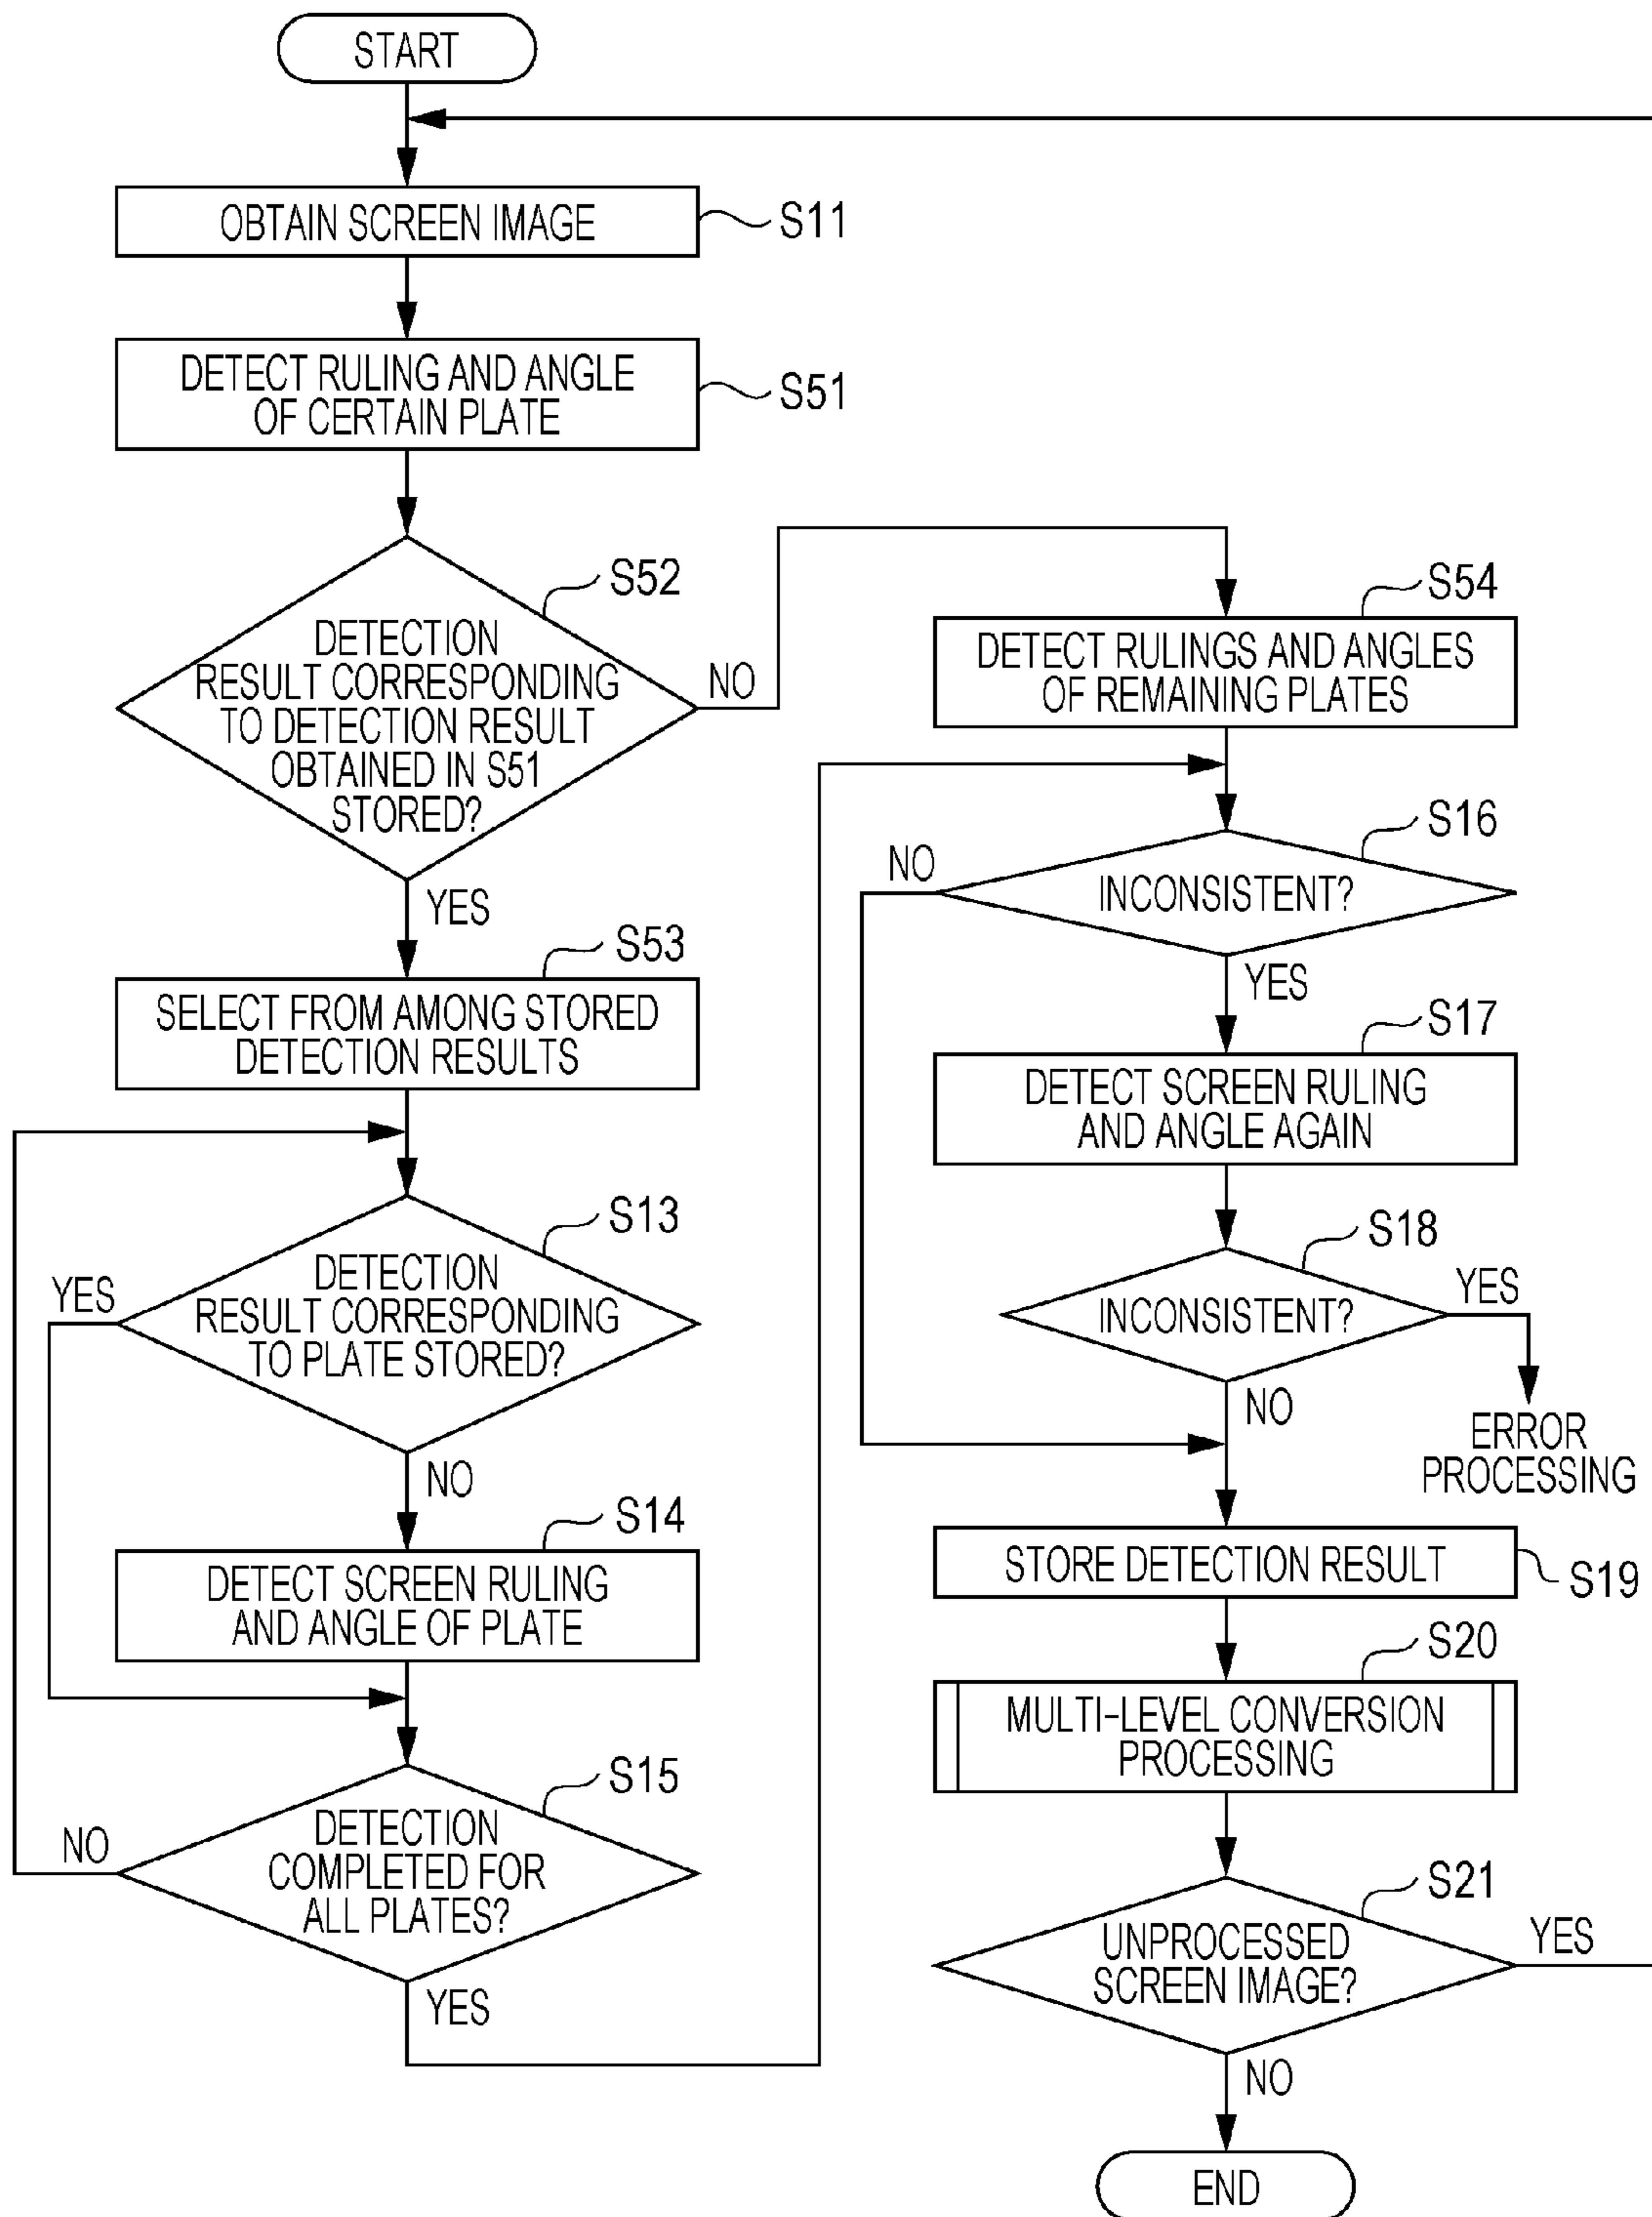 START
OBTAIN SCREEN IMAGE
S11
DETECT RULING AND ANGLE
OF CERTAIN PLATE
S51
S52
DETECTION
RESULT CORRESPONDING
TO DETECTION RESULT
OBTAINED IN S51
STORED?
NO
YES
S53
SELECT FROM AMONG STORED
DETECTION RESULTS
S13
DETECTION
RESULT CORRESPONDING
TO PLATE STORED?
YES
NO
S14
DETECT SCREEN RULING
AND ANGLE OF PLATE
S15
DETECTION
COMPLETED FOR
ALL PLATES?
NO
YES
S54
DETECT RULINGS AND ANGLES
OF REMAINING PLATES
S16
NO
INCONSISTENT?
YES
S17
DETECT SCREEN RULING
AND ANGLE AGAIN
S18
INCONSISTENT?
YES
NO
ERROR
PROCESSING
STORE DETECTION RESULT
S19
S20
MULTI-LEVEL CONVERSION
PROCESSING
S21
UNPROCESSED
SCREEN IMAGE?
YES
NO
END